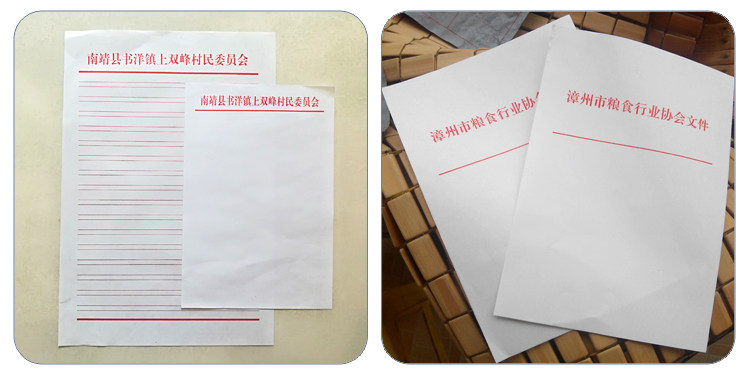 南靖县书洋镇上双峰村民委员会
南靖县书洋镇上双峰村民委员会
漳州市粮食行业协会
漳州市粮食行业协会文件